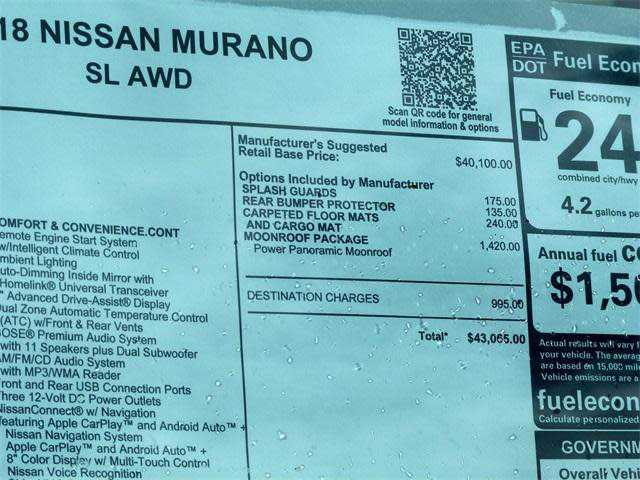 18 NISSAN MURANO
SL AWD
Scan QR code for general
model information & options
Manufacturer's Suggested
Retail Base Price: $40,100.00
Options Included by Manufacturer
SPLASH GUARDS 175.00
REAR BUMPER PROTECTOR 135.00
CARPETED FLOOR MATS
AND CARGO MAT 240.00
MOONROOF PACKAGE 1,420.00
Power Panoramic Moonroof
DESTINATION CHARGES 995.00
Total* $43,065.00
OMFORT & CONVENIENCE.CONT
emote Engine Start System
w/Intelligent Climate Control
mbient Lighting
uto-Dimming Inside Mirror with
Homelink® Universal Transceiver
" Advanced Drive-Assist® Display
ual Zone Automatic Temperature Control
(ATC) w/Front & Rear Vents
OSE® Premium Audio System
with 11 Speakers plus Dual Subwoofer
AM/FM/CD Audio System
with MP3/WMA Reader
ront and Rear USB Connection Ports
hree 12-Volt DC Power Outlets
NissanConnect® w/ Navigation
featuring Apple CarPlay™ and Android Auto™ +
Nissan Navigation System
Apple CarPlay™ and Android Auto™ +
8" Color Display w/ Multi-Touch Control
Nissan Voice Recognition
EPA
DOT Fuel Econ
Fuel Economy
24
combined city/hwy
4.2 gallons pe
Annual fuel CO
$1,50
Actual results will vary f
your vehicle. The averag
are based on 15,000 mil
Vehicle emissions are a
fuelecon
Calculate personalized
GOVERNM
Overall Vehi